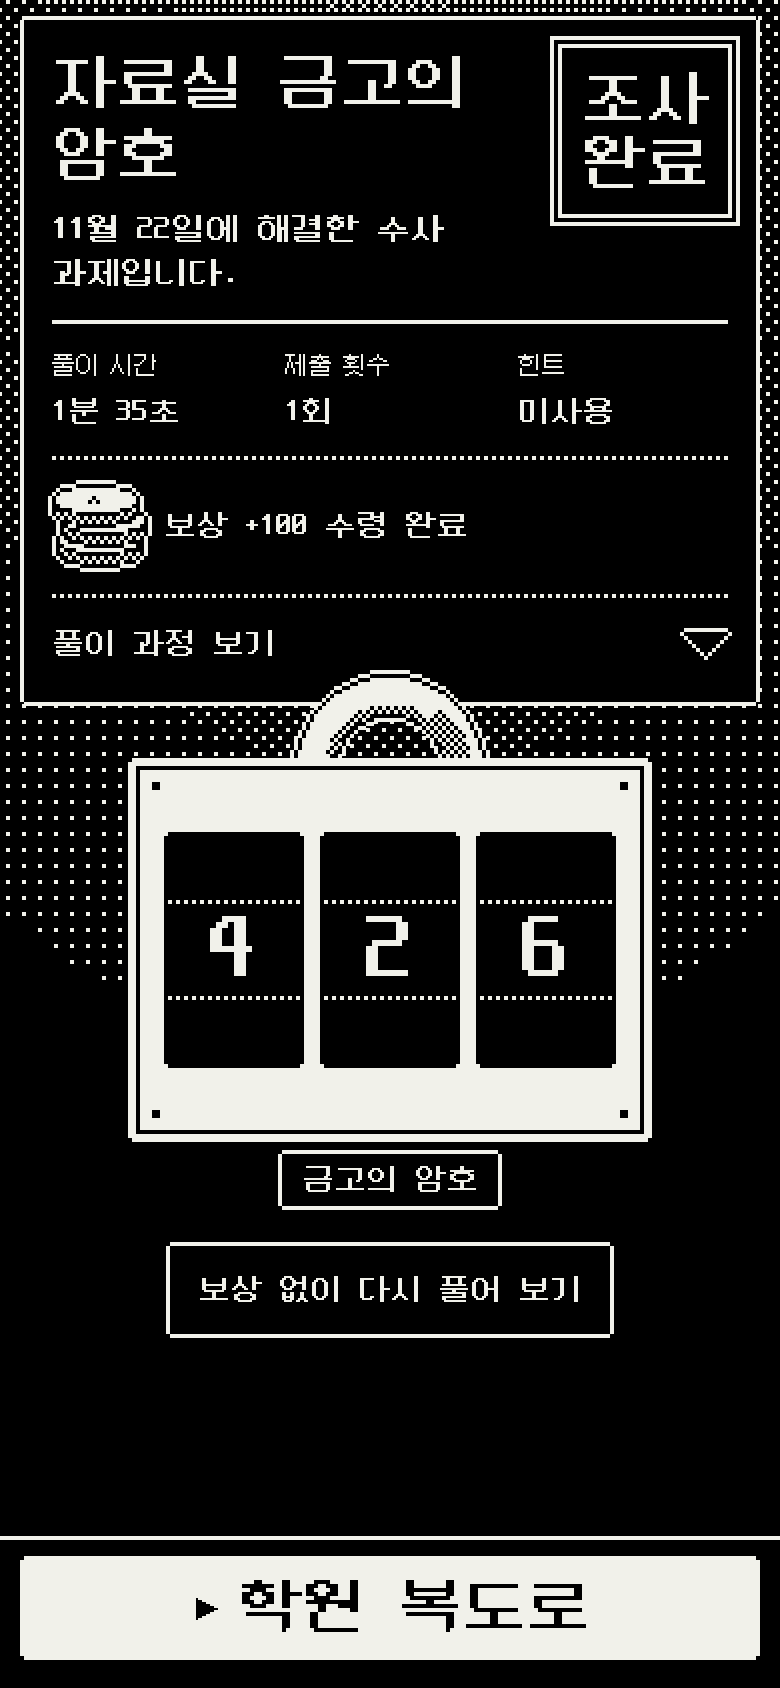 자료실 금고의
암호
조사
완료
11월 22일에 해결한 수사
과제입니다.
풀이 시간 제출 횟수 힌트
1분 35초 1회 미사용
보상 +100 수령 완료
풀이 과정 보기
4 2 6
금고의 암호
보상 없이 다시 풀어 보기
▶ 학원 복도로